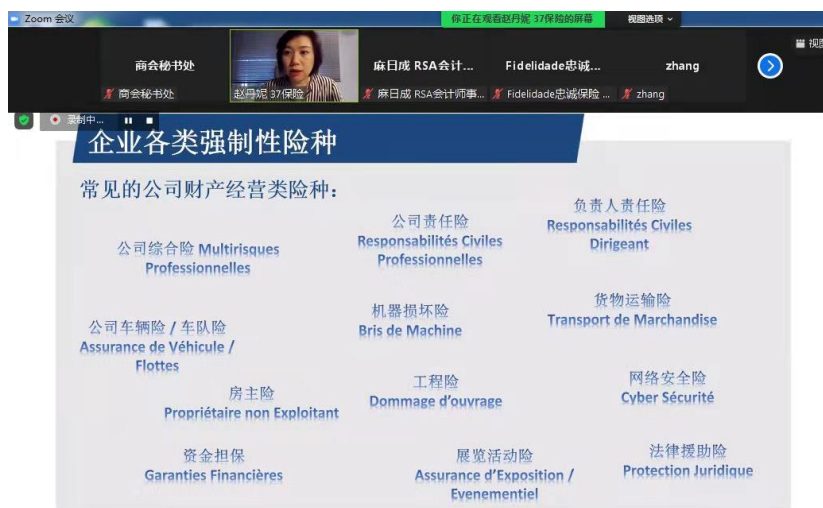 Zoom 会议
你正在观看赵丹妮 37保险的屏幕
视图选项
商会秘书处
麻日成 RSA会计...
Fidelidade忠诚...
zhang
商会秘书处
赵丹妮 37保险
麻日成 RSA会计师事...
Fidelidade忠诚保险 ...
zhang
录制中...
企业各类强制性险种
常见的公司财产经营类险种：
公司综合险 Multirisques
Professionnelles
公司责任险
Responsabilités Civiles
Professionnelles
负责人责任险
Responsabilités Civiles
Dirigeant
公司车辆险 / 车队险
Assurance de Véhicule /
Flottes
机器损坏险
Bris de Machine
货物运输险
Transport de Marchandise
房主险
Propriétaire non Exploitant
工程险
Dommage d'ouvrage
网络安全险
Cyber Sécurité
资金担保
Garanties Financières
展览活动险
Assurance d'Exposition /
Evenementiel
法律援助险
Protection Juridique